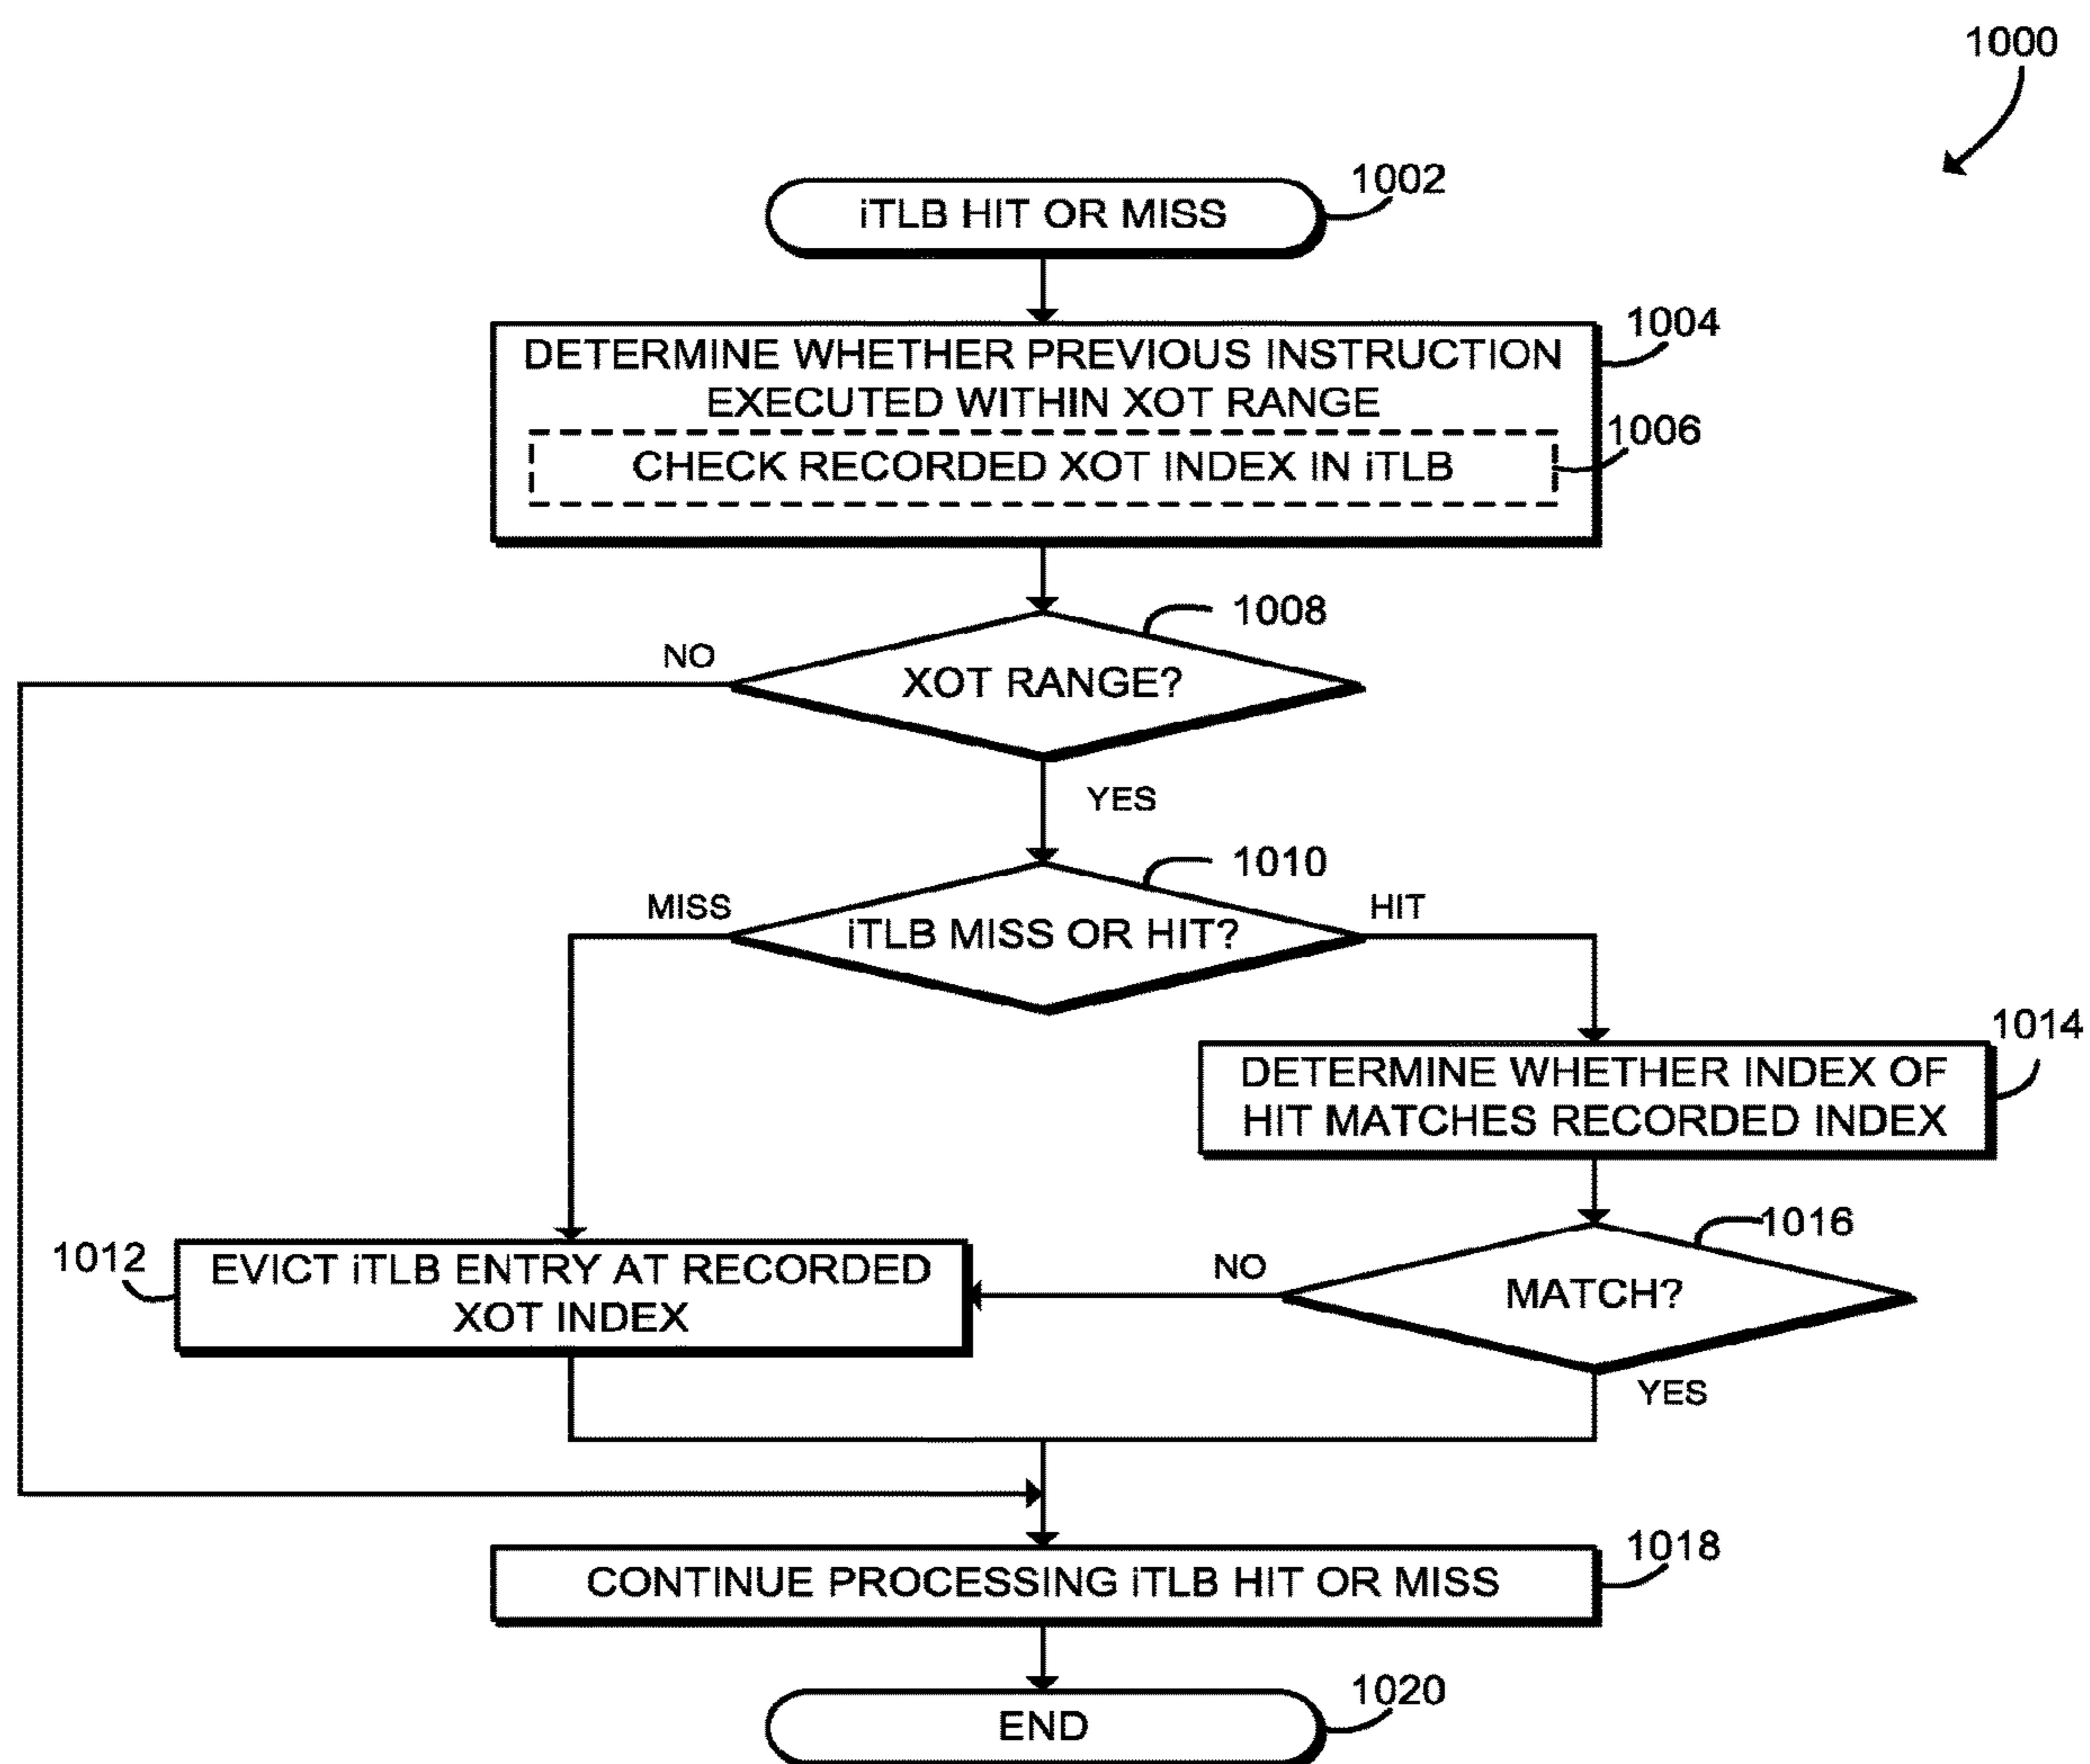 1000
iTLB HIT OR MISS
1002
DETERMINE WHETHER PREVIOUS INSTRUCTION
EXECUTED WITHIN XOT RANGE
1004
CHECK RECORDED XOT INDEX IN iTLB
1006
XOT RANGE?
1008
NO
YES
iTLB MISS OR HIT?
1010
MISS
HIT
DETERMINE WHETHER INDEX OF
HIT MATCHES RECORDED INDEX
1014
MATCH?
1016
NO
YES
1012
EVICT iTLB ENTRY AT RECORDED
XOT INDEX
CONTINUE PROCESSING iTLB HIT OR MISS
1018
END
1020